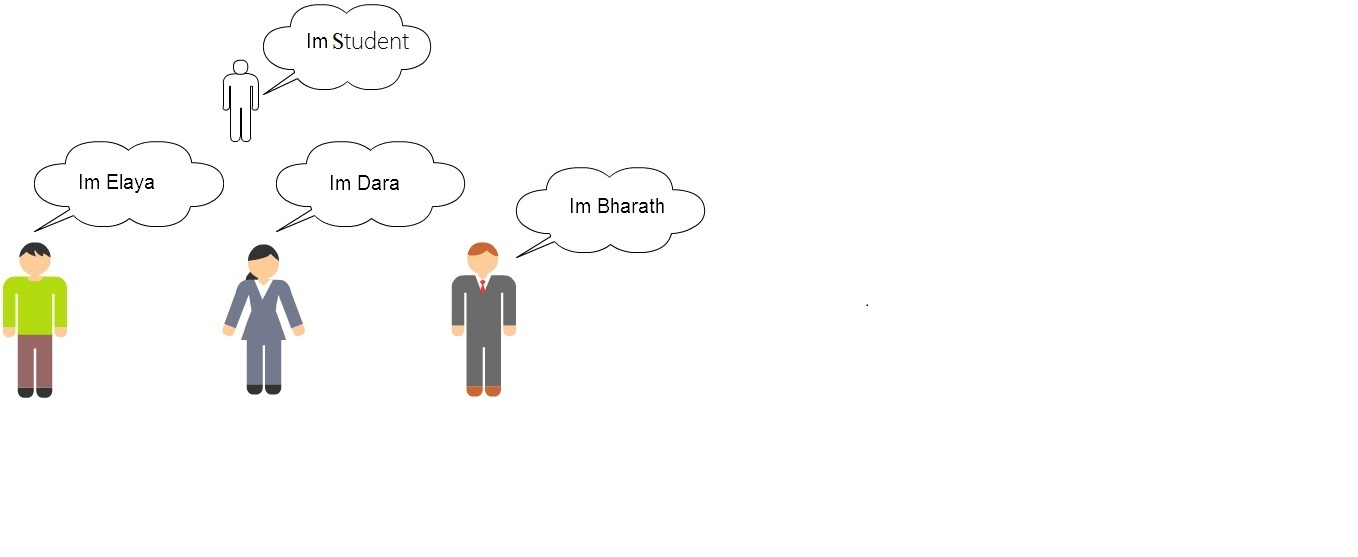 Im Student
Im Elaya
Im Dara
Im Bharath
.